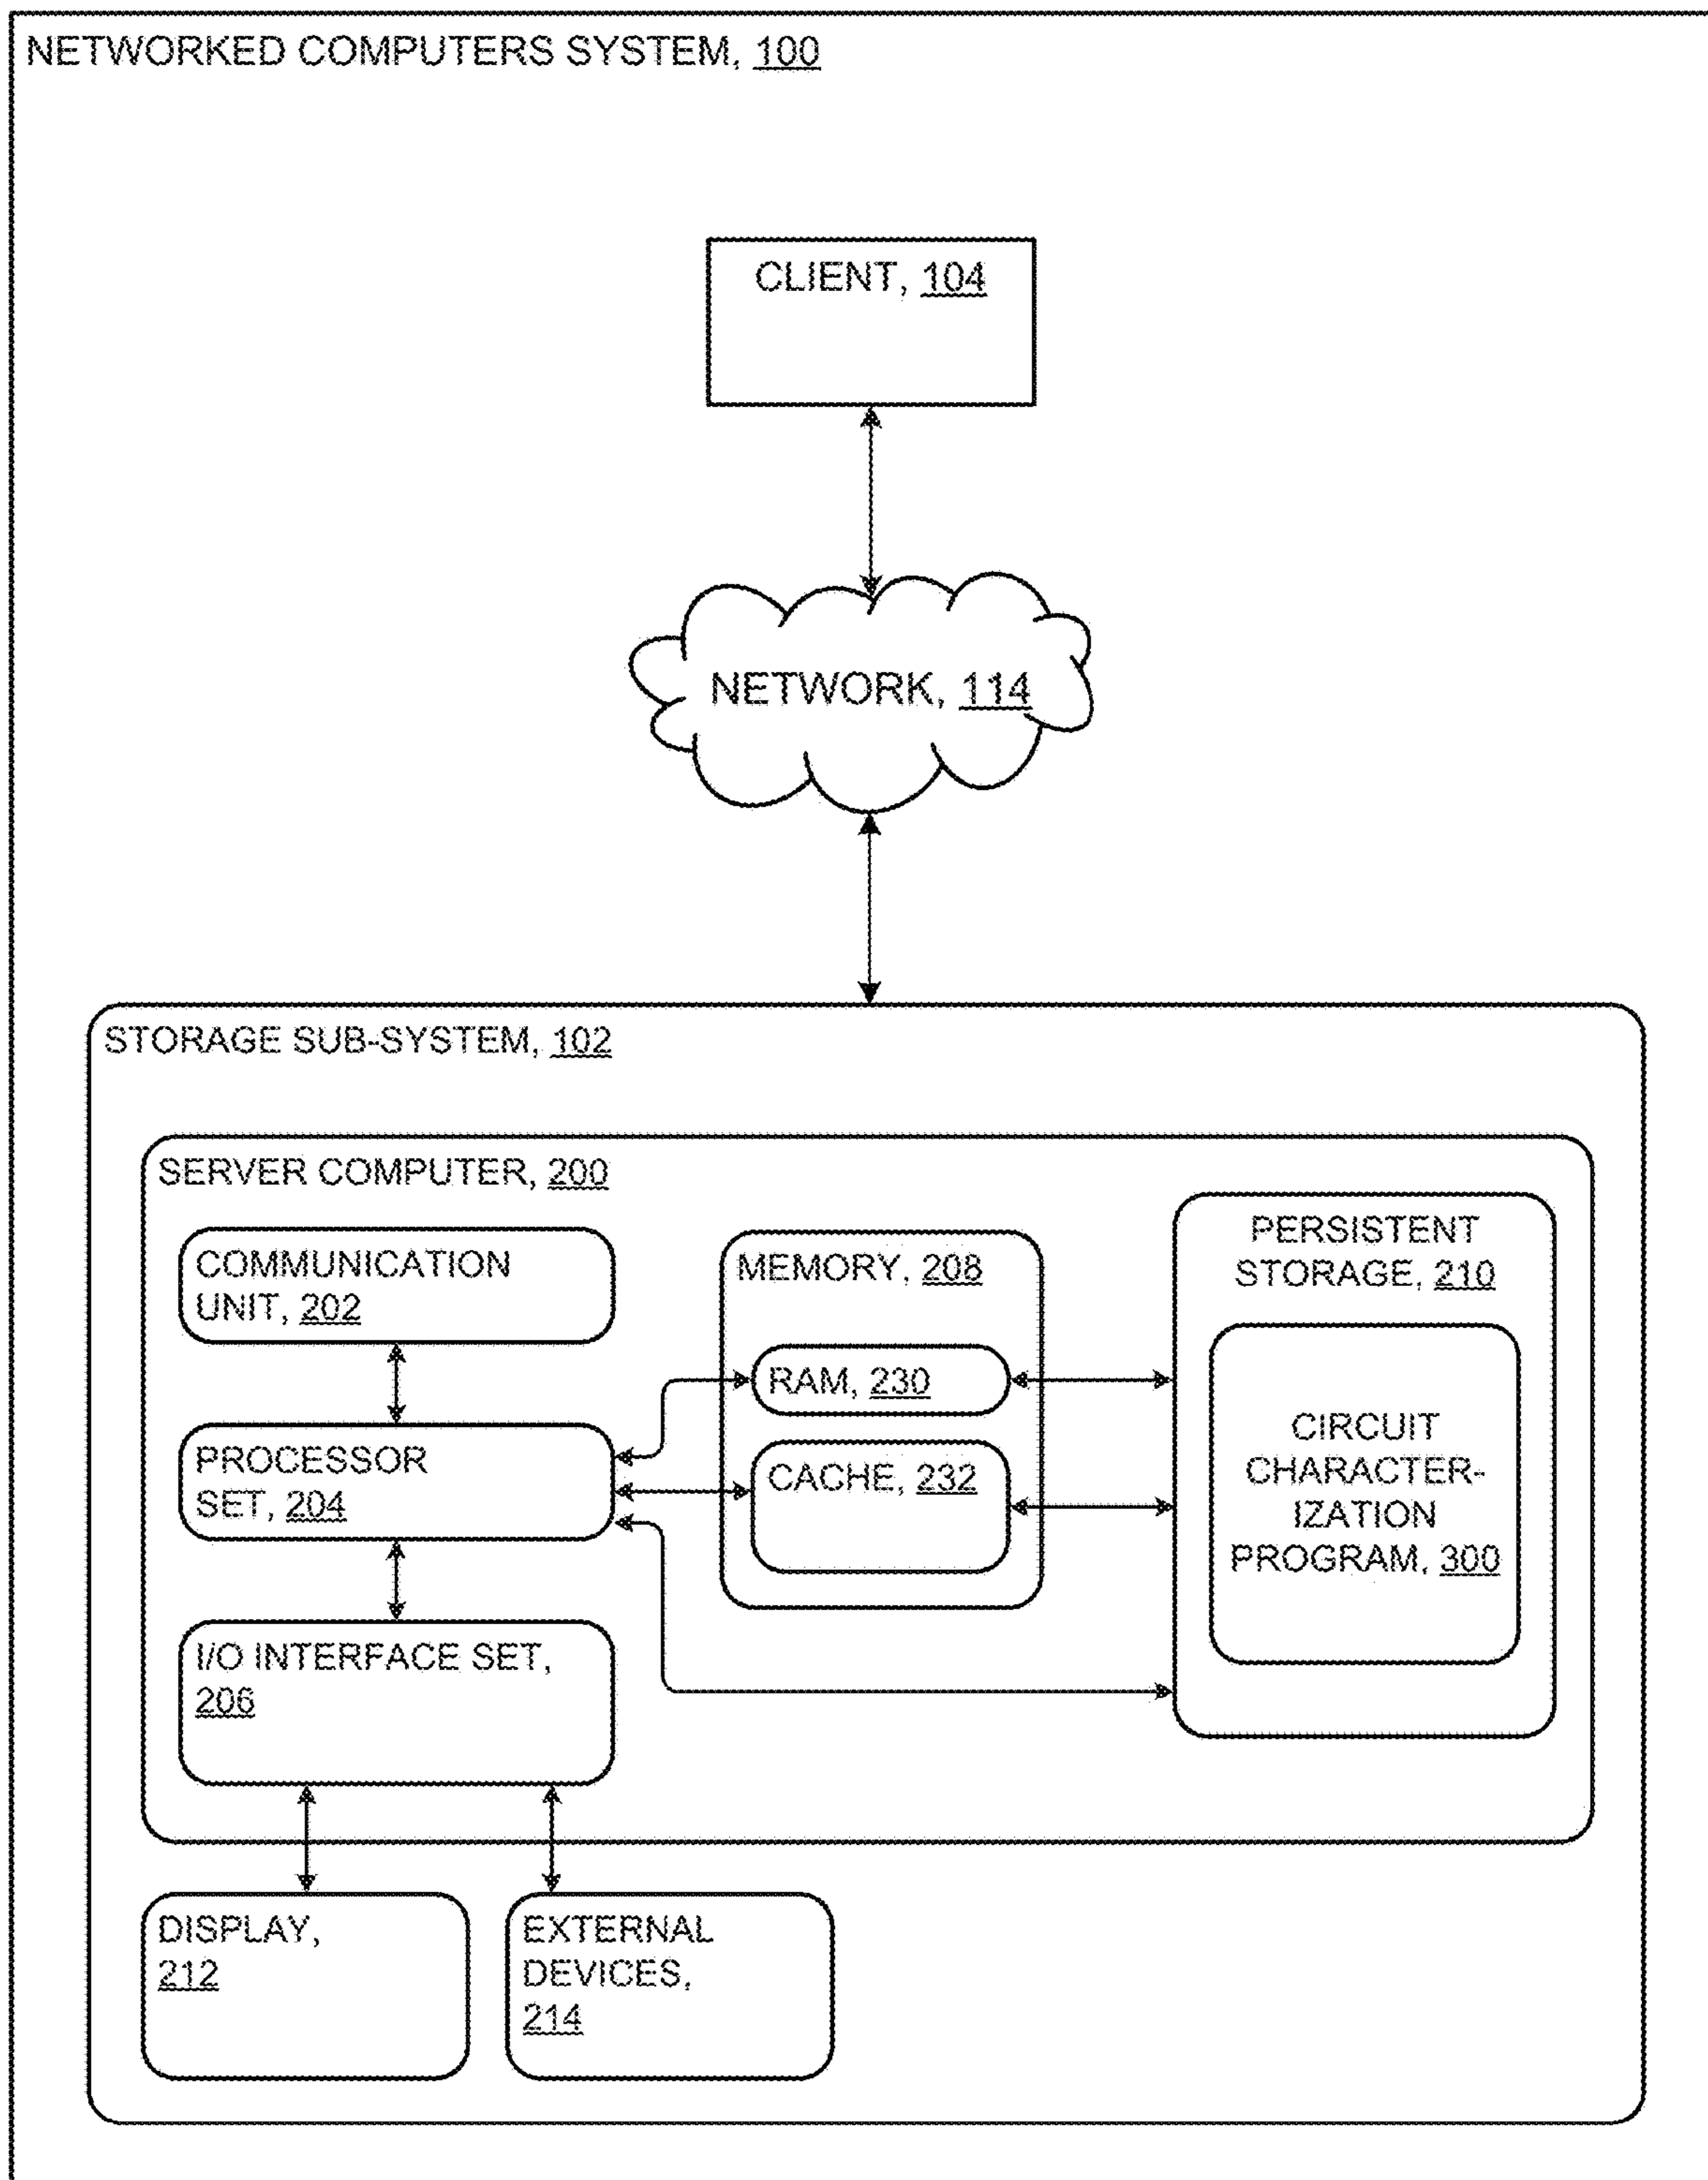 NETWORKED COMPUTERS SYSTEM, 100
CLIENT, 104
NETWORK, 114
STORAGE SUB-SYSTEM, 102
SERVER COMPUTER, 200
COMMUNICATION
UNIT, 202
PROCESSOR
SET, 204
I/O INTERFACE SET,
206
MEMORY, 208
RAM, 230
CACHE, 232
PERSISTENT
STORAGE, 210
CIRCUIT
CHARACTER-
IZATION
PROGRAM, 300
DISPLAY,
212
EXTERNAL
DEVICES,
214